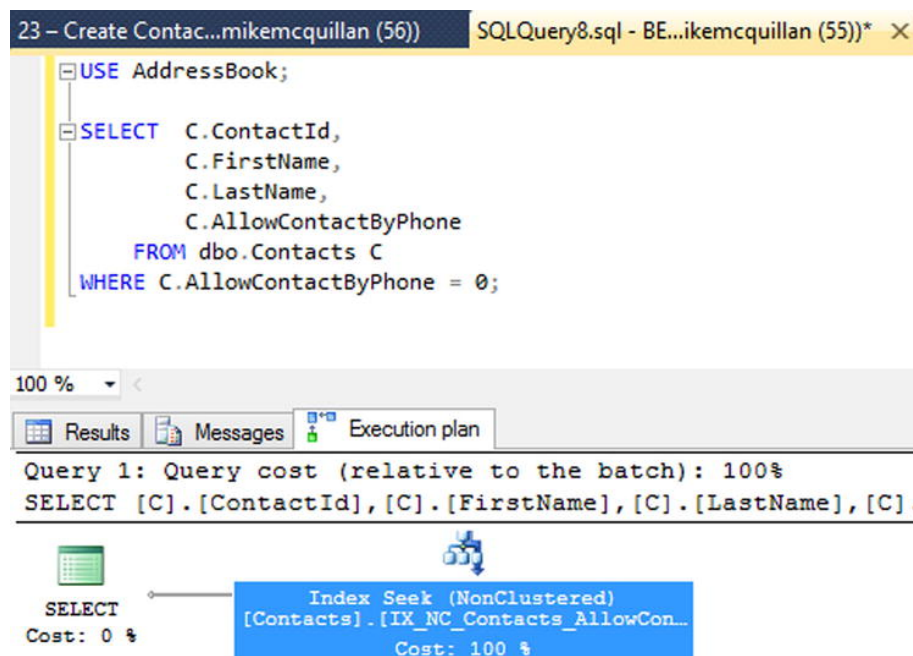 23 – Create Contac...mikemcquillan (56)) SQLQuery8.sql - BE...ikemcquillan (55))* ×
USE AddressBook;
SELECT C.ContactId,
C.FirstName,
C.LastName,
C.AllowContactByPhone
FROM dbo.Contacts C
WHERE C.AllowContactByPhone = 0;
100 %
Results Messages Execution plan
Query 1: Query cost (relative to the batch): 100%
SELECT [C].[ContactId],[C].[FirstName],[C].[LastName],[C].
SELECT
Cost: 0 %
Index Seek (NonClustered)
[Contacts].[IX_NC_Contacts_AllowCon...
Cost: 100 %